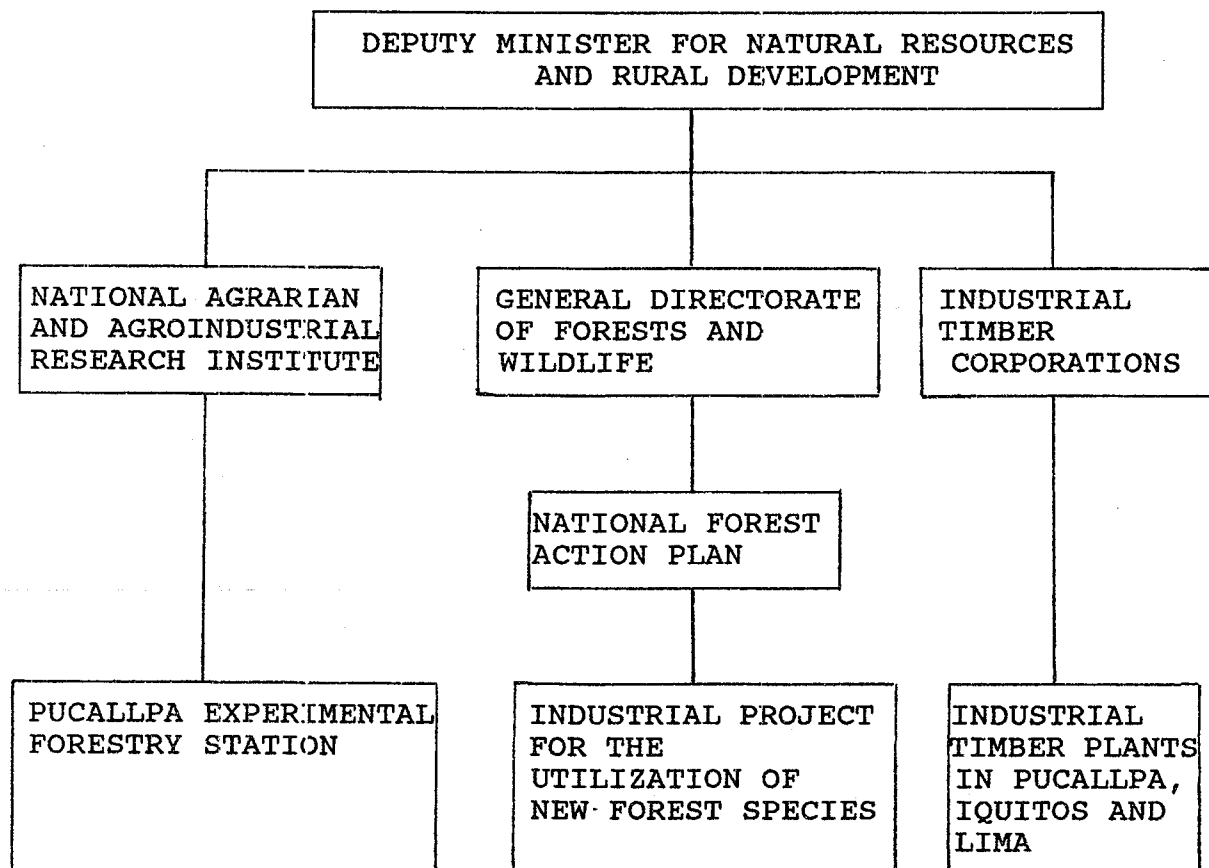 DEPUTY MINISTER FOR NATURAL RESOURCES
AND RURAL DEVELOPMENT
NATIONAL AGRARIAN
AND AGROINDUSTRIAL
RESEARCH INSTITUTE
GENERAL DIRECTORATE
OF FORESTS AND
WILDLIFE
INDUSTRIAL
TIMBER
CORPORATIONS
NATIONAL FOREST
ACTION PLAN
PUCALLPA EXPERIMENTAL
FORESTRY STATION
INDUSTRIAL PROJECT
FOR THE
UTILIZATION OF
NEW FOREST SPECIES
INDUSTRIAL
TIMBER PLANTS
IN PUCALLPA,
IQUITOS AND
LIMA